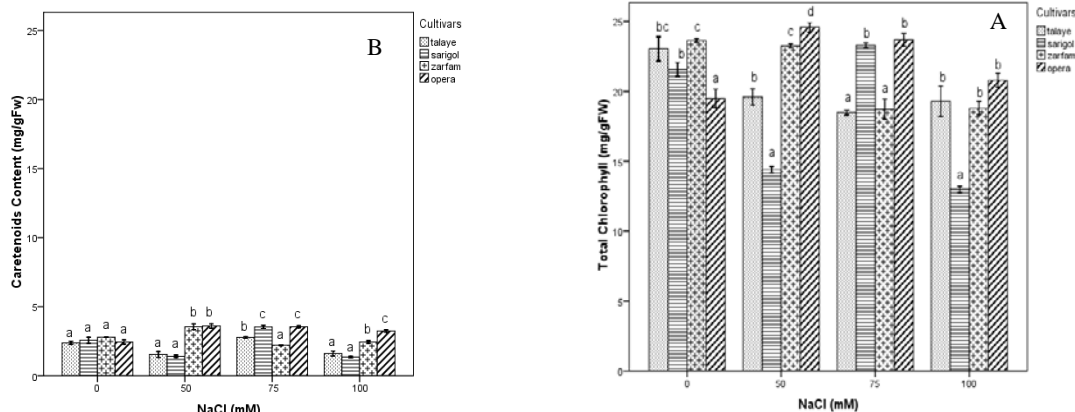 B
Cultivars
talaye
sarigol
zarfam
opera
Caretenoids Content (mg/gFw)
25
20
15
10
5
0
a a a a
a a b b
b c a c
a a b c
0 50 75 100
NaCl (mM)
A
Cultivars
talaye
sarigol
zarfam
opera
Total Chlorophyll (mg/gFW)
25
20
15
10
5
0
bc b c a
b a c d
a b a b
b a b b
0 50 75 100
NaCl (mM)